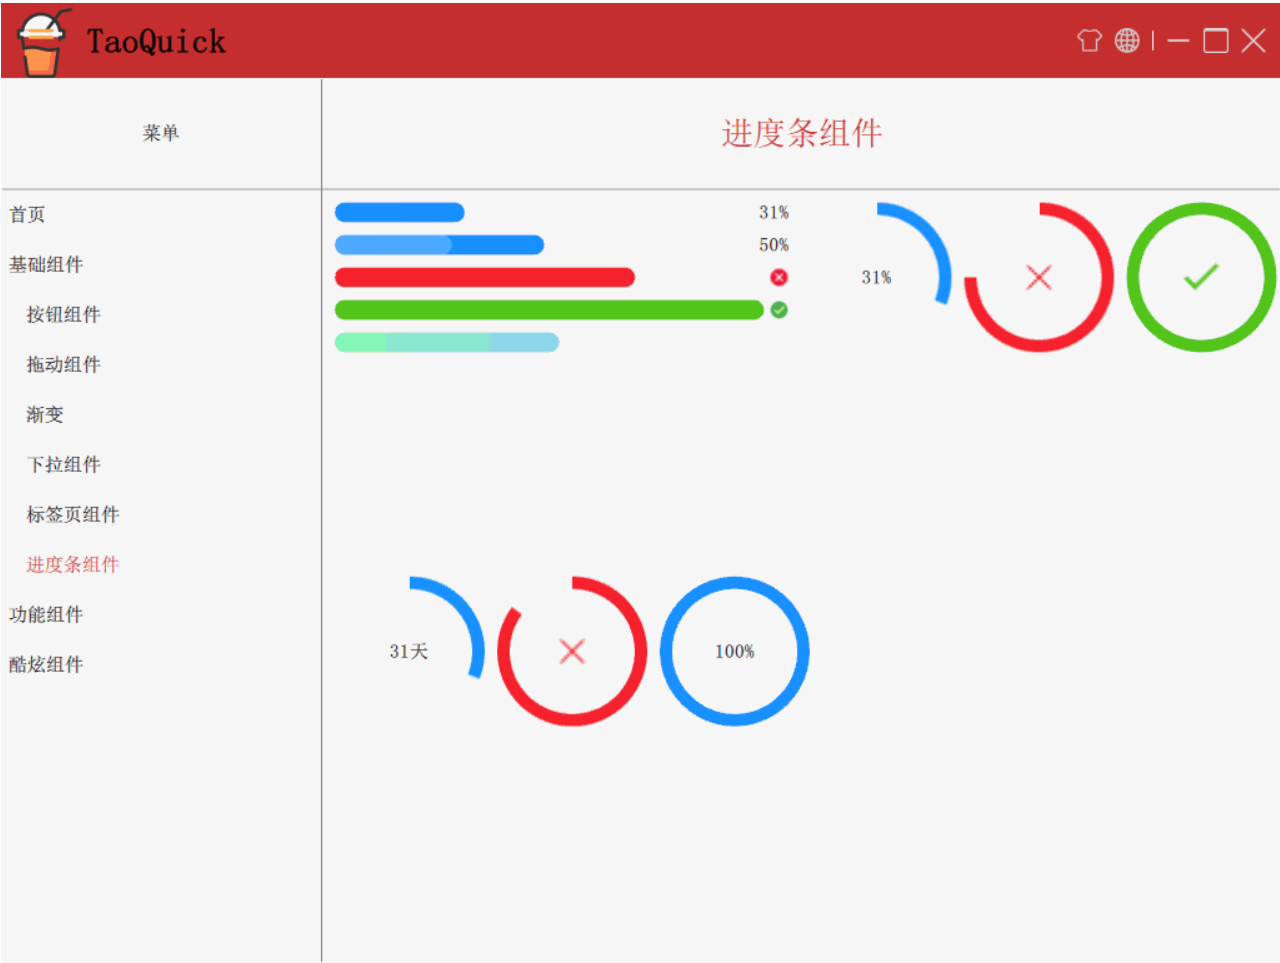 TaoQuick
菜单
进度条组件
首页
基础组件
按钮组件
拖动组件
渐变
下拉组件
标签页组件
进度条组件
功能组件
酷炫组件
31%
50%
31%
31天
100%